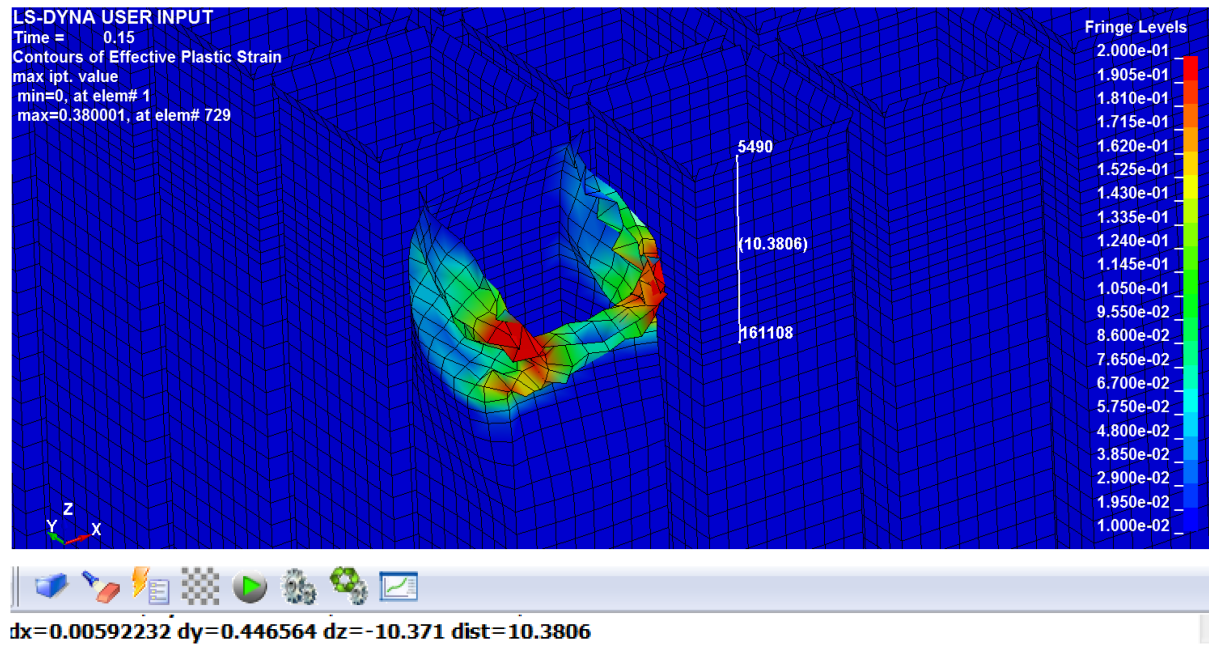 LS-DYNA USER INPUT
Time = 0.15
Contours of Effective Plastic Strain
max ipt. value
min=0, at elem# 1
max=0.380001, at elem# 729
Fringe Levels
2.000e-01
1.905e-01
1.810e-01
1.715e-01
1.620e-01
1.525e-01
1.430e-01
1.335e-01
1.240e-01
1.145e-01
1.050e-01
9.550e-02
8.600e-02
7.650e-02
6.700e-02
5.750e-02
4.800e-02
3.850e-02
2.900e-02
1.950e-02
1.000e-02
5490
(10.3806)
161108
Z
Y
X
dx=0.00592232 dy=0.446564 dz=-10.371 dist=10.3806